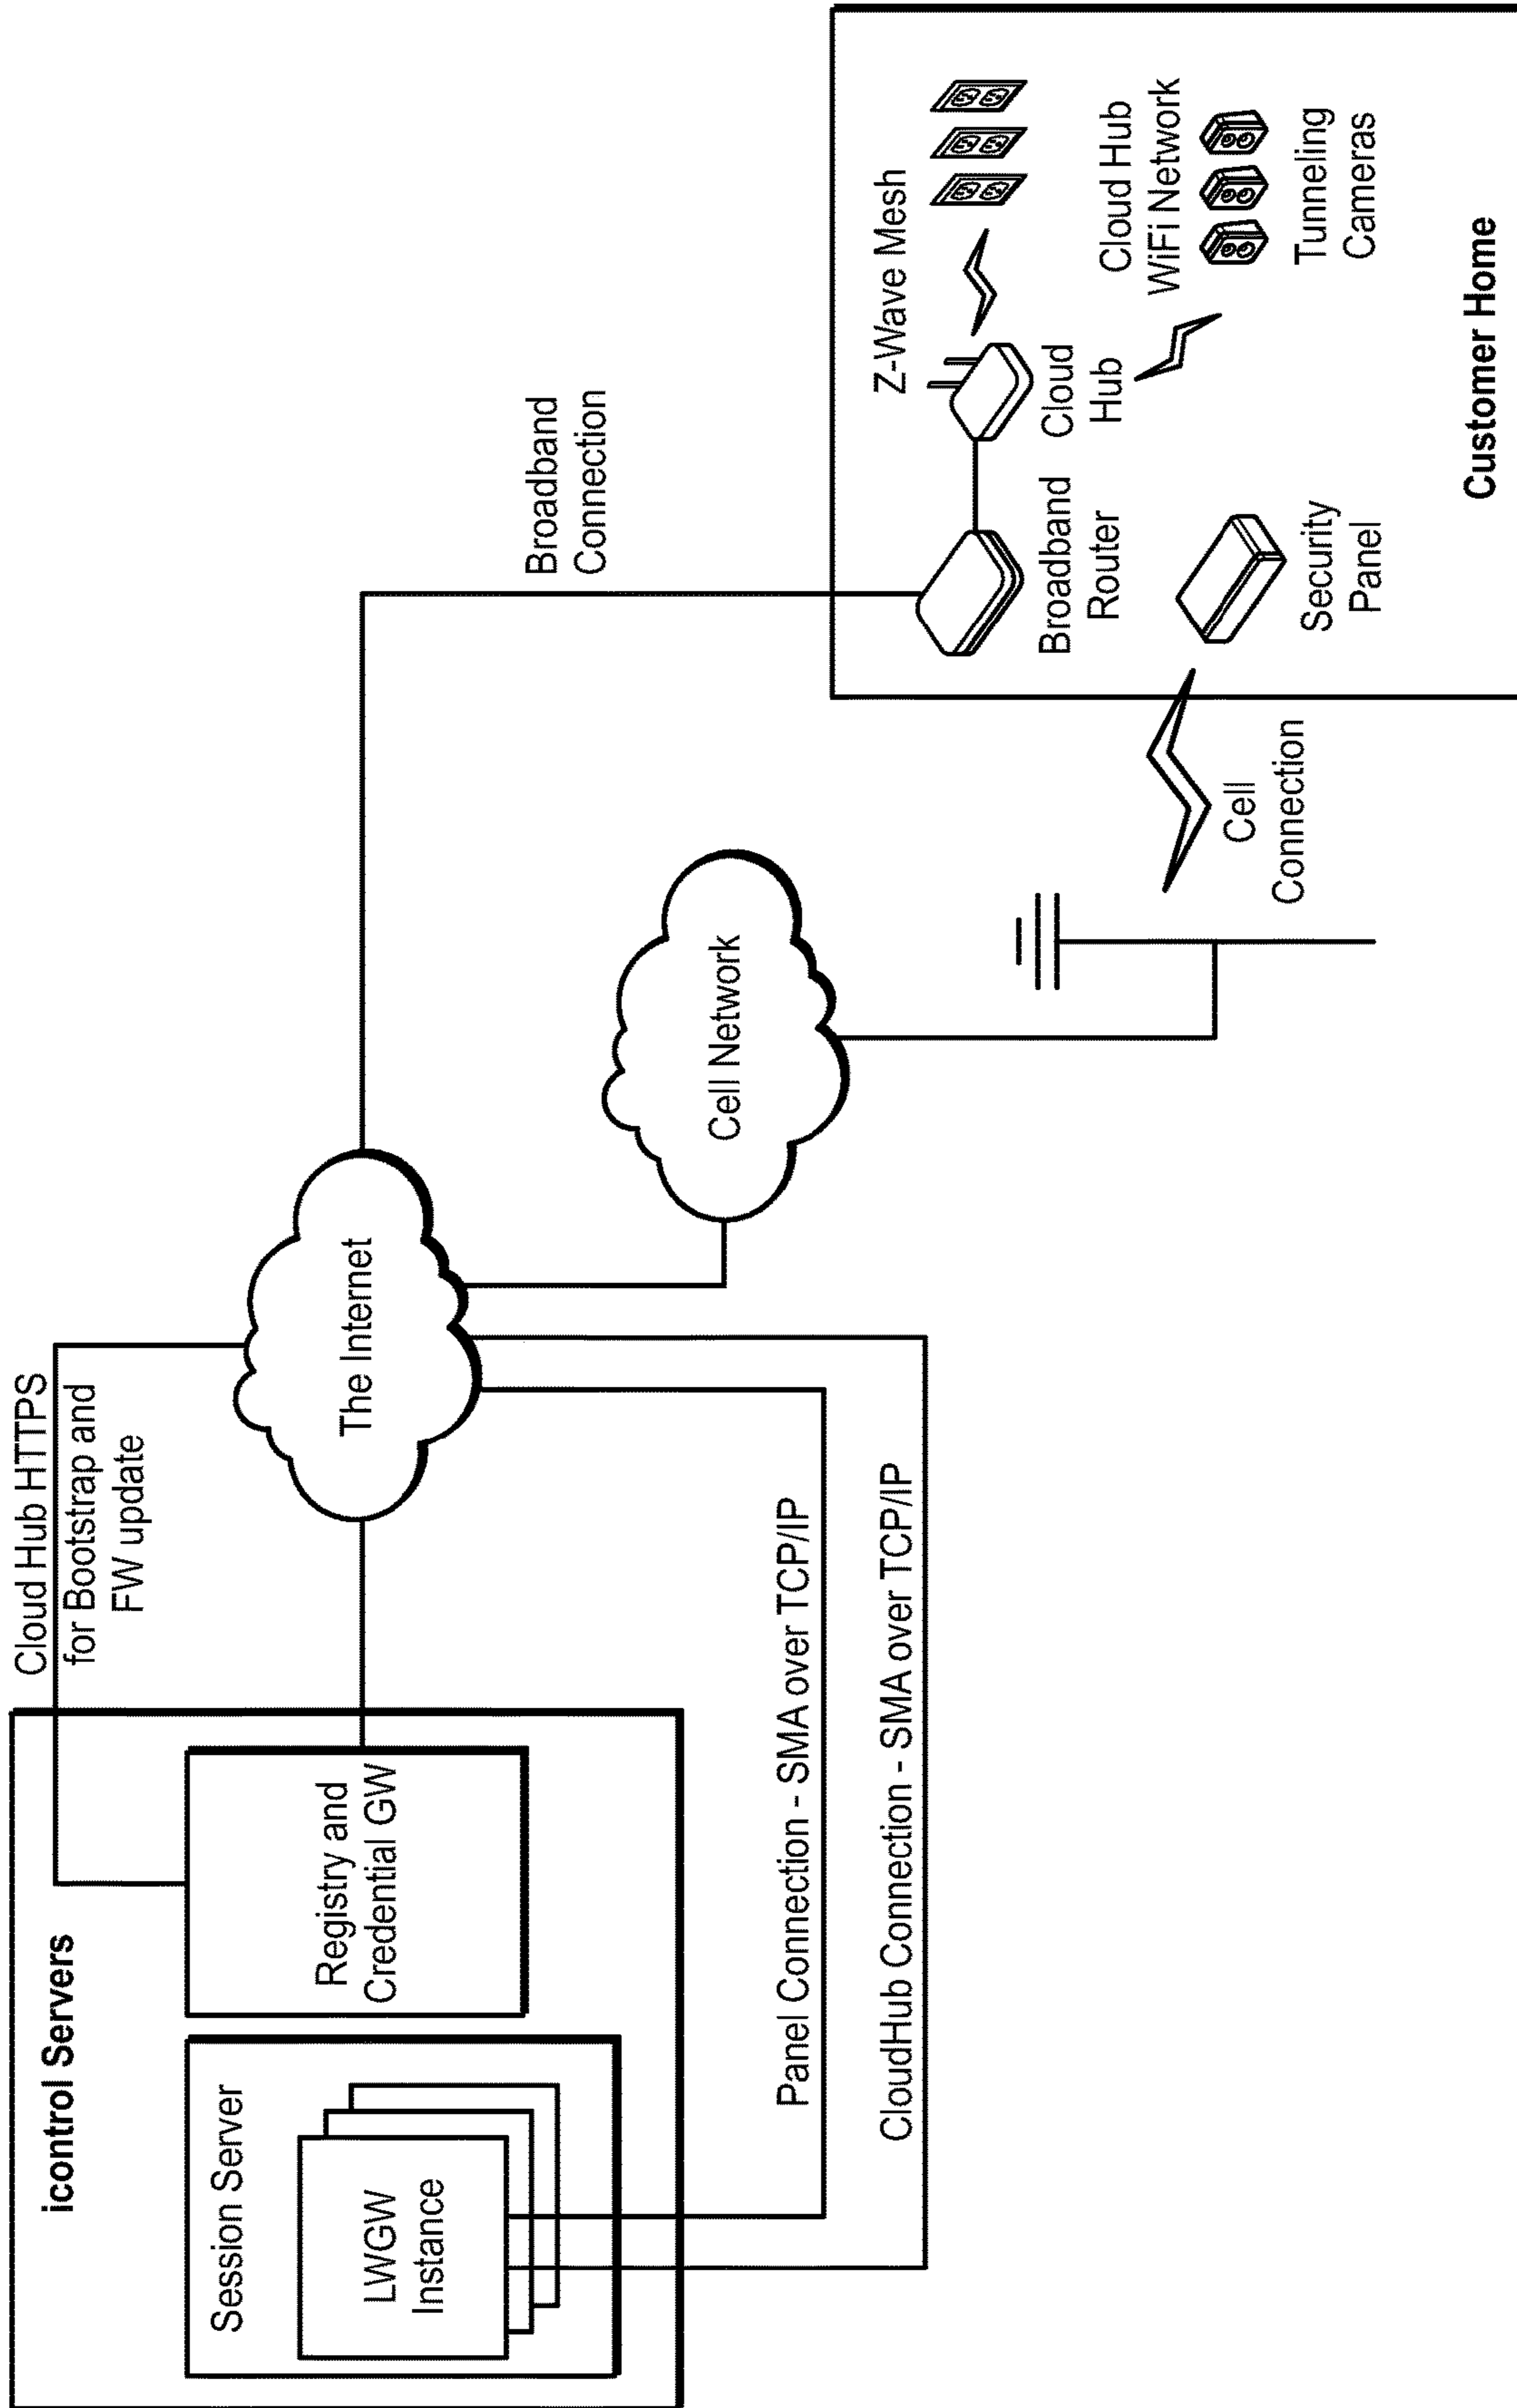 icontrol Servers
Session Server
LWGW
Instance
Registry and
Credential GW
Cloud Hub HTTPS
for Bootstrap and
FW update
The Internet
Panel Connection - SMA over TCP/IP
CloudHub Connection - SMA over TCP/IP
Cell Network
Broadband
Connection
Cell
Connection
Broadband
Router
Cloud
Hub
Z-Wave Mesh
Cloud Hub
WiFi Network
Tunneling
Cameras
Security
Panel
Customer Home